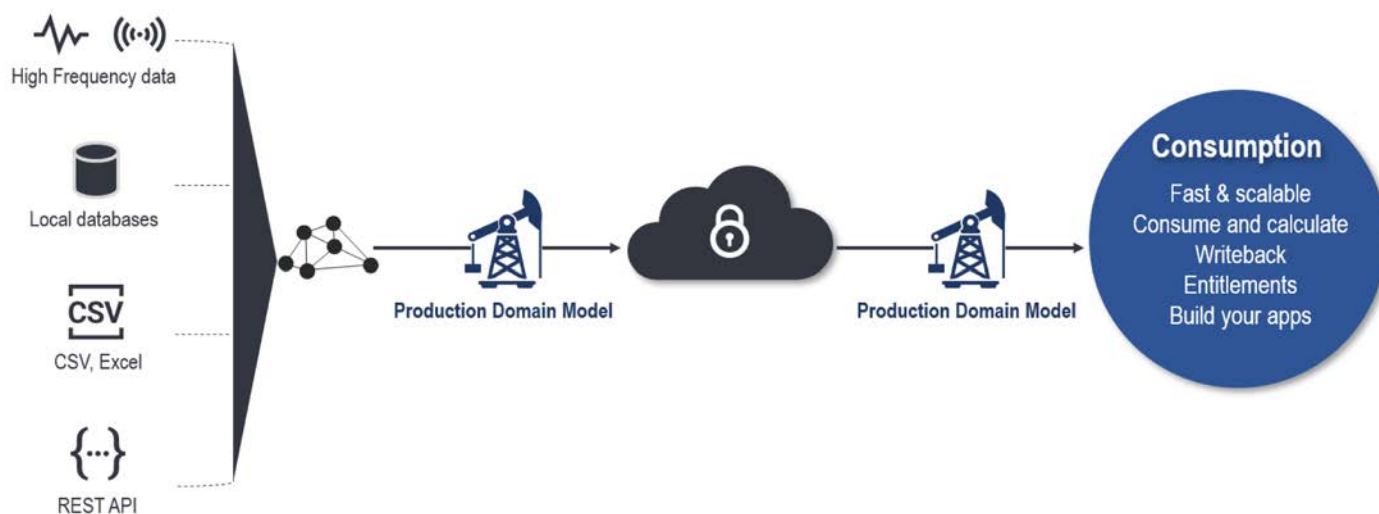 High Frequency data
Local databases
CSV
CSV, Excel
{...}
REST API
Production Domain Model
Production Domain Model
Consumption
Fast & scalable
Consume and calculate
Writeback
Entitlements
Build your apps